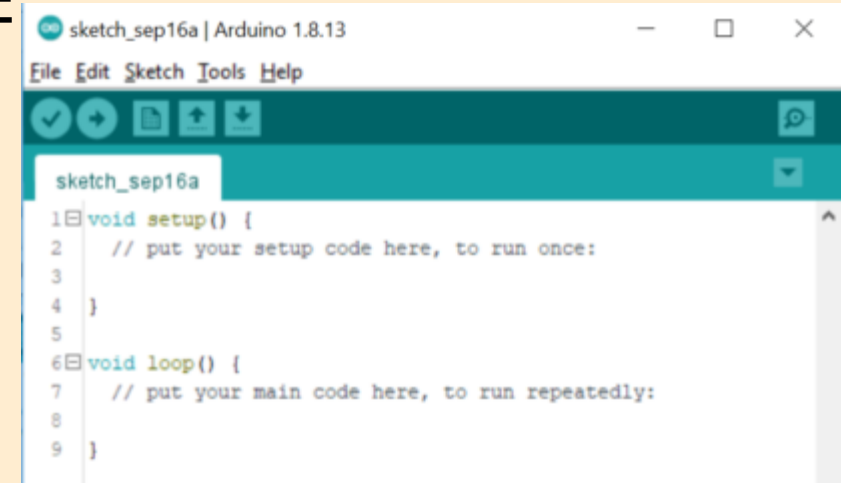 sketch_sep16a | Arduino 1.8.13
File Edit Sketch Tools Help
sketch_sep16a
1 void setup() {
2 // put your setup code here, to run once:
3
4 }
5
6 void loop() {
7 // put your main code here, to run repeatedly:
8
9 }